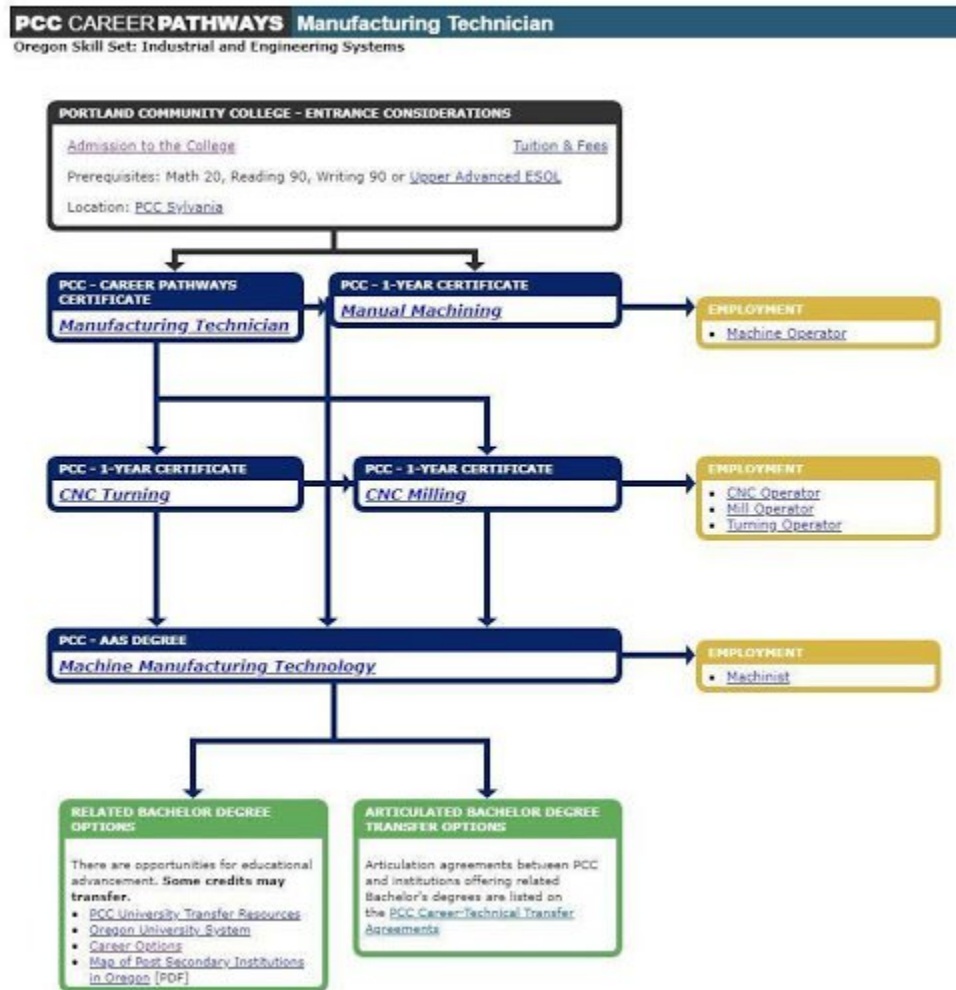 PCC CAREER PATHWAYS Manufacturing Technician
Oregon Skill Set: Industrial and Engineering Systems
PORTLAND COMMUNITY COLLEGE - ENTRANCE CONSIDERATIONS
Admission to the College Tuition & Fees
Prerequisites: Math 20, Reading 90, Writing 90 or Upper Advanced ESOL
Location: PCC Sylvania
PCC - CAREER PATHWAYS
CERTIFICATE
Manufacturing Technician
PCC - 1-YEAR CERTIFICATE
Manual Machining
EMPLOYMENT
• Machine Operator
PCC - 1-YEAR CERTIFICATE
CNC Turning
PCC - 1-YEAR CERTIFICATE
CNC Milling
EMPLOYMENT
• CNC Operator
• Mill Operator
• Turning Operator
PCC - AAS DEGREE
Machine Manufacturing Technology
EMPLOYMENT
• Machinist
RELATED BACHELOR DEGREE
OPTIONS
There are opportunities for educational
advancement. Some credits may
transfer.
• PCC University Transfer Resources
• Oregon University System
• Career Options
• Map of Post Secondary Institutions
in Oregon [PDF]
ARTICULATED BACHELOR DEGREE
TRANSFER OPTIONS
Articulation agreements between PCC
and institutions offering related
Bachelor's degrees are listed on
the PCC Career-Technical Transfer
Agreements